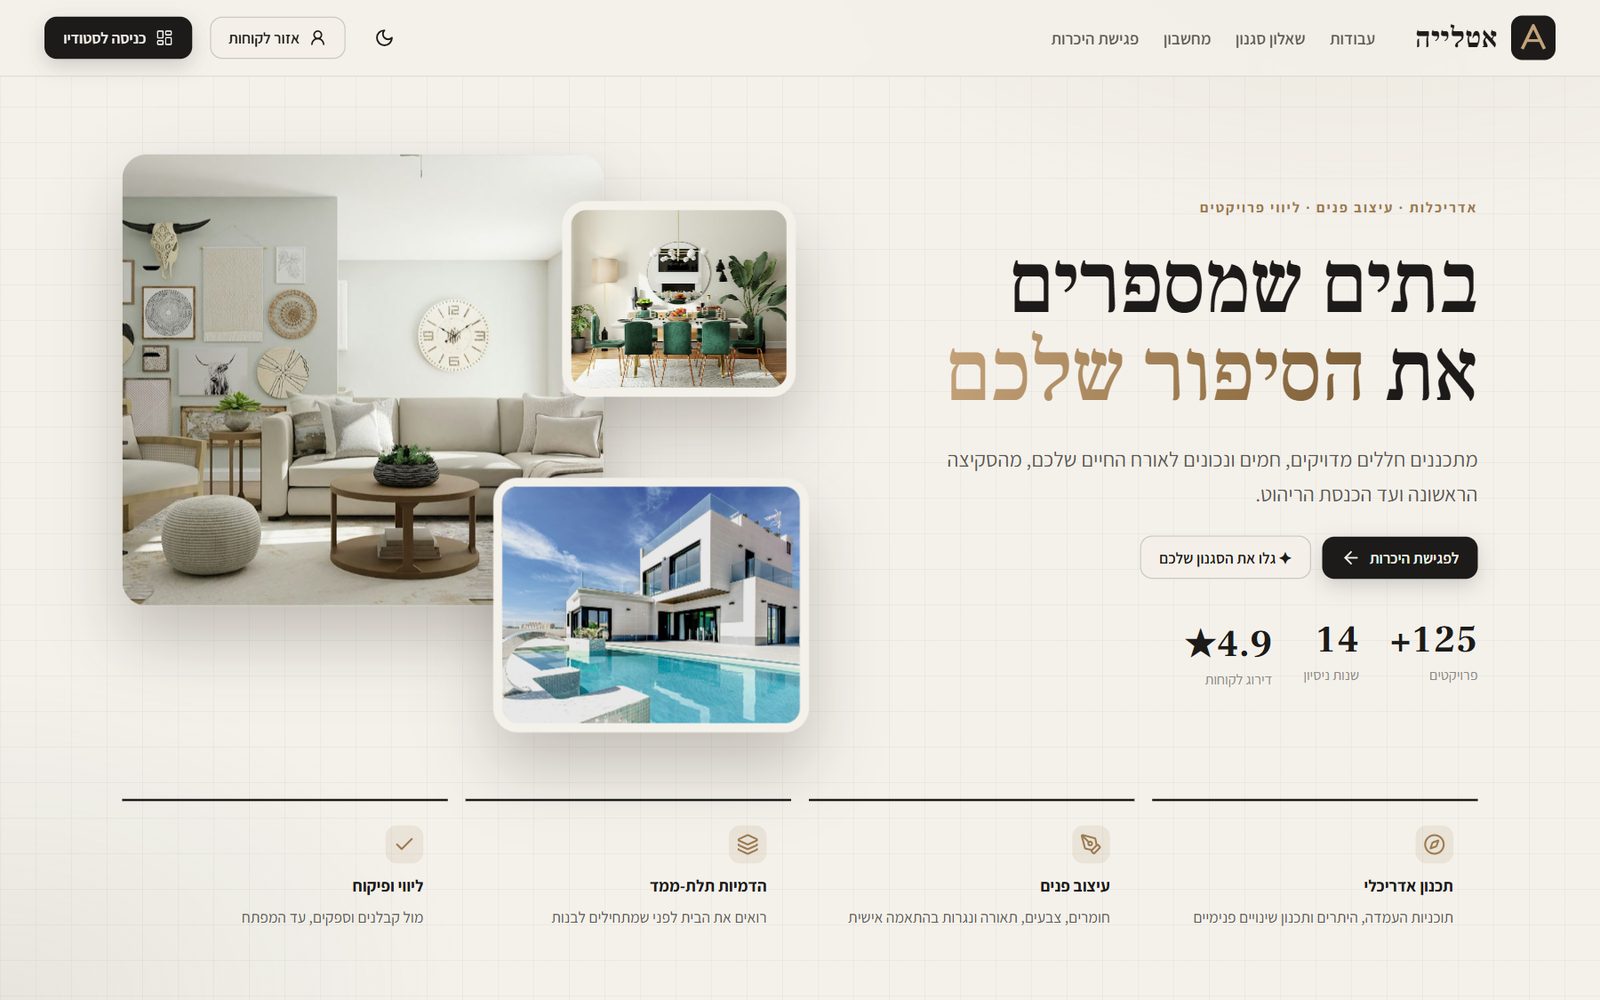 A
אטלייה
עבודות
שאלון סגנון
מחשבון
פגישת היכרות
אזור לקוחות
כניסה לסטודיו
אדריכלות · עיצוב פנים · ליווי פרויקטים
בתים שמספרים
את הסיפור שלכם
מתכננים חללים מדויקים, חמים ונכונים לאורח החיים שלכם, מהסקיצה
הראשונה ועד הכנסת הריהוט.
לפגישת היכרות ←
✦ גלו את הסגנון שלכם
125+
פרויקטים
14
שנות ניסיון
4.9★
דירוג לקוחות
תכנון אדריכלי
תוכניות העמדה, היתרים ותכנון שינויים פנימיים
עיצוב פנים
חומרים, צבעים, תאורה ונגרות בהתאמה אישית
הדמיות תלת-ממד
רואים את הבית לפני שמתחילים לבנות
ליווי ופיקוח
מול קבלנים וספקים, עד המפתח